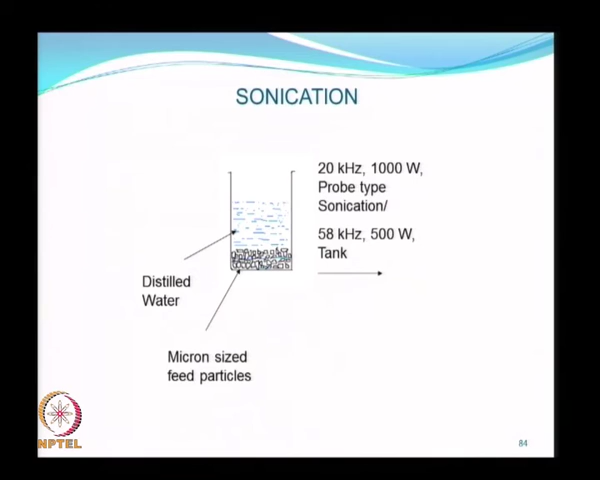 SONICATION
20 kHz, 1000 W,
Probe type
Sonication/
58 kHz, 500 W,
Tank
Distilled
Water
Micron sized
feed particles
NPTEL
84